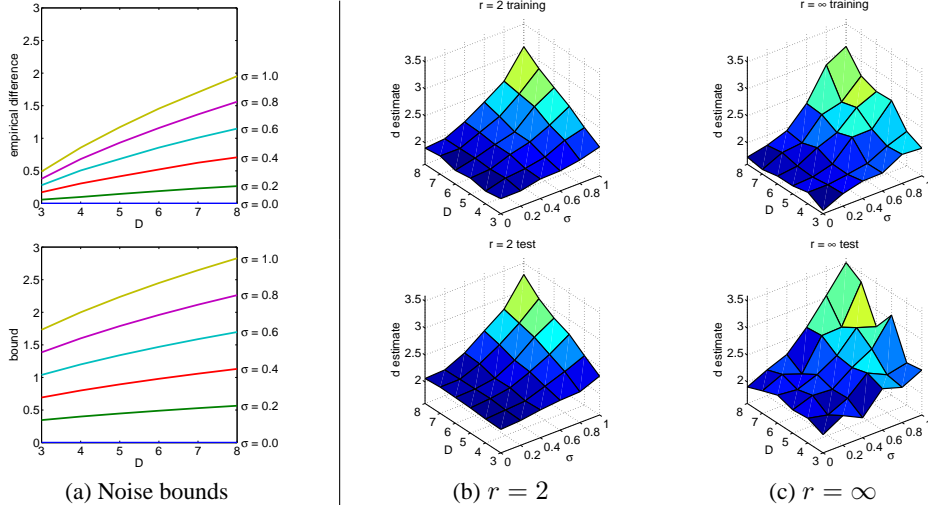 3
2.5
2
1.5
1
0.5
0
empirical difference
3 4 5 6 7 8
D
σ = 1.0
σ = 0.8
σ = 0.6
σ = 0.4
σ = 0.2
σ = 0.0
3
2.5
2
1.5
1
0.5
0
bound
3 4 5 6 7 8
D
σ = 1.0
σ = 0.8
σ = 0.6
σ = 0.4
σ = 0.2
σ = 0.0
(a) Noise bounds
r = 2 training
3.5
3
2.5
2
d estimate
8 7 6 5 4 3
D
0 0.2 0.4 0.6 0.8 1
σ
r = 2 test
3.5
3
2.5
2
d estimate
8 7 6 5 4 3
D
0 0.2 0.4 0.6 0.8 1
σ
(b) r = 2
r = ∞ training
3.5
3
2.5
2
d estimate
8 7 6 5 4 3
D
0 0.2 0.4 0.6 0.8 1
σ
r = ∞ test
3.5
3
2.5
2
d estimate
8 7 6 5 4 3
D
0 0.2 0.4 0.6 0.8 1
σ
(c) r = ∞